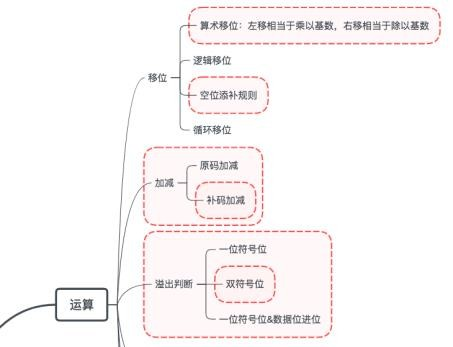 算术移位：左移相当于乘以基数，右移相当于除以基数
逻辑移位
移位
空位添补规则
循环移位
原码加减
加减
补码加减
一位符号位
溢出判断
双符号位
一位符号位&数据位进位
运算